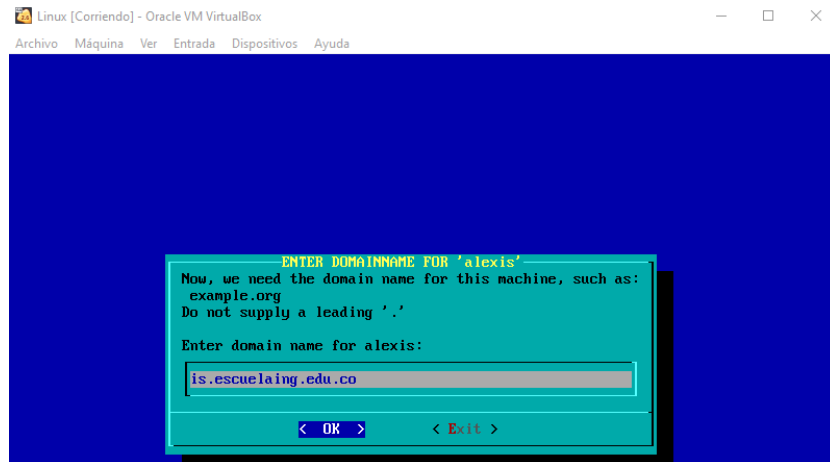 Linux [Corriendo] - Oracle VM VirtualBox
Archivo Máquina Ver Entrada Dispositivos Ayuda
ENTER DOMAINNAME FOR 'alexis'
Now, we need the domain name for this machine, such as:
example.org
Do not supply a leading '.'
Enter domain name for alexis:
is.escuelaing.edu.co
< OK > < Exit >